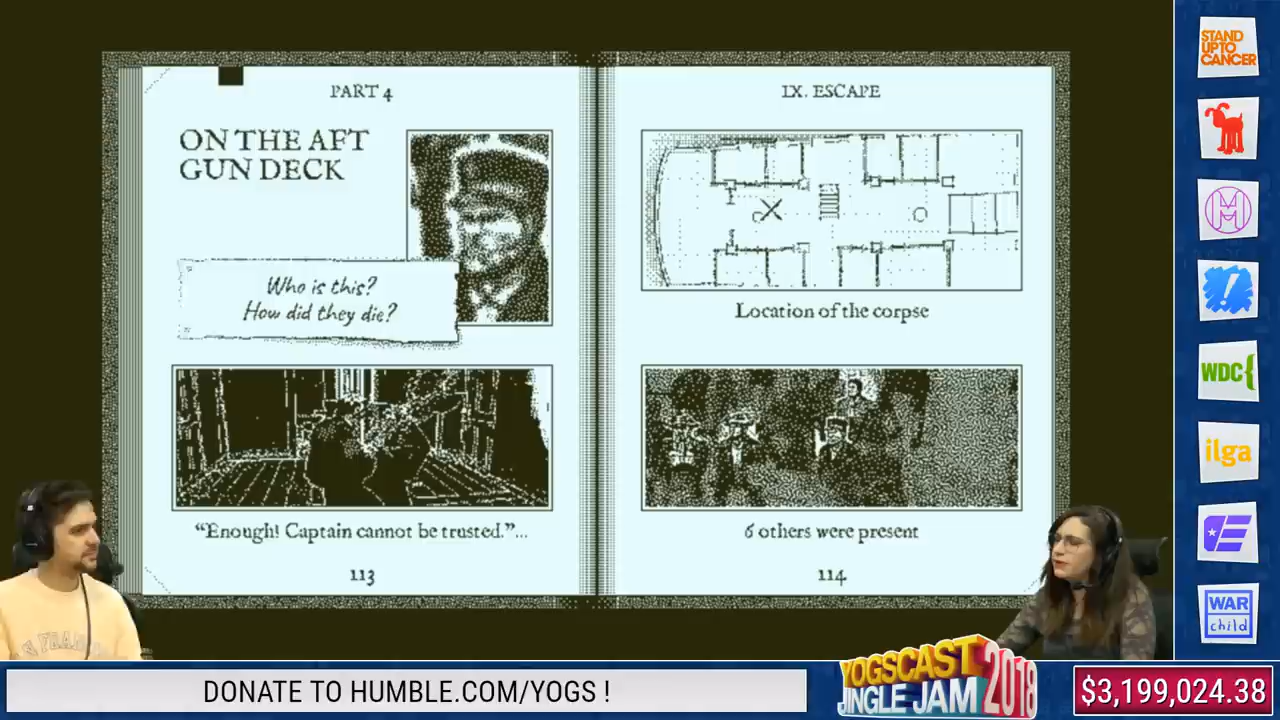 PART 4
ON THE AFT
GUN DECK
Who is this?
How did they die?
"Enough! Captain cannot be trusted."...
113
IX. ESCAPE
Location of the corpse
6 others were present
114
STAND
UP TO
CANCER
WDC
ilga
WAR
child
DONATE TO HUMBLE.COM/YOGS !
YOGSCAST
JINGLE JAM 2018
$3,199,024.38